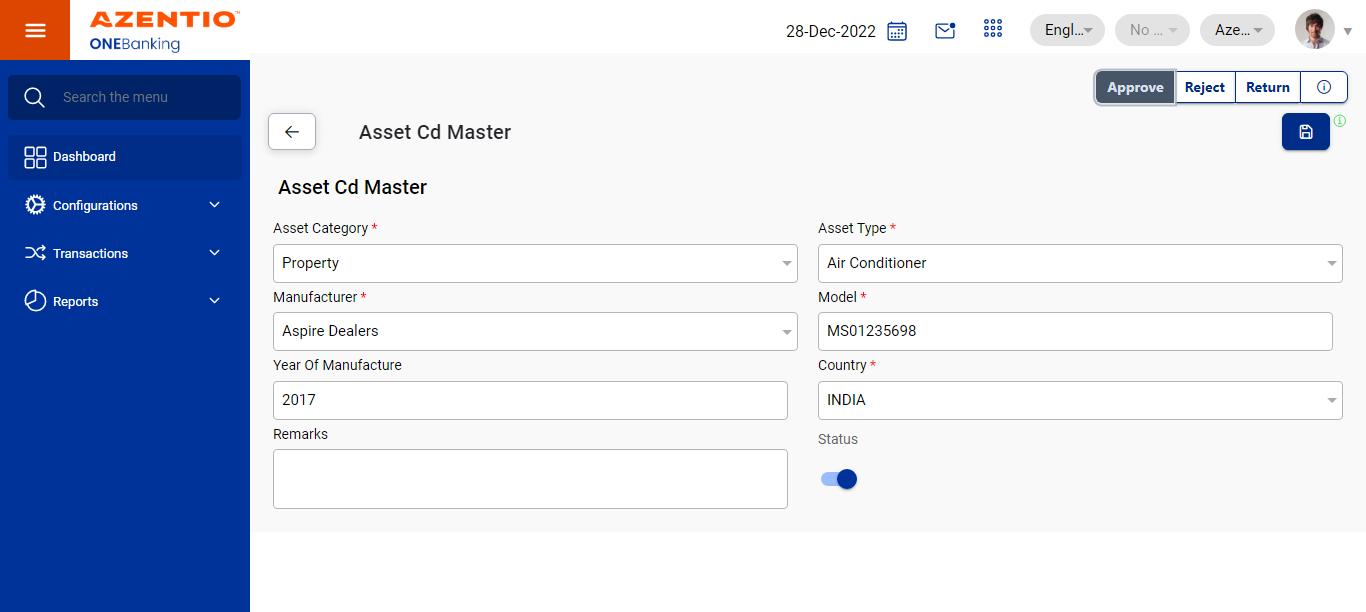 AZENTIO™
ONEBanking
28-Dec-2022
Engl...
No ...
Aze...
Search the menu
Dashboard
Configurations
Transactions
Reports
Approve
Reject
Return
Asset Cd Master
Asset Cd Master
Asset Category *
Asset Type *
Property
Air Conditioner
Manufacturer *
Model *
Aspire Dealers
MS01235698
Year Of Manufacture
Country *
2017
INDIA
Remarks
Status